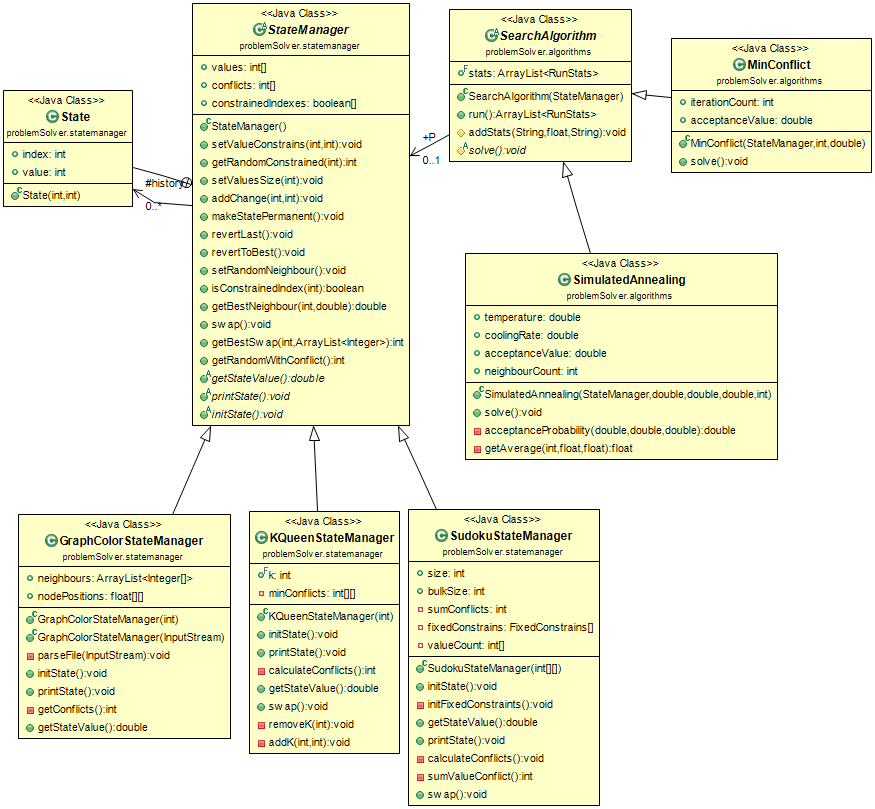 <<Java Class>>
StateManager
problemSolver.statemanager
values: int[]
conflicts: int[]
constrainedIndexes: boolean[]
StateManager()
setValueConstrains(int,int):void
getRandomConstrained(int):int
setValuesSize(int):void
addChange(int,int):void
makeStatePermanent():void
revertLast():void
revertToBest():void
setRandomNeighbour():void
isConstrainedIndex(int):boolean
getBestNeighbour(int,double):double
swap():void
getBestSwap(int,ArrayList<Integer>):int
getRandomWithConflict():int
getStateValue():double
printState():void
initState():void
<<Java Class>>
SearchAlgorithm
problemSolver.algorithms
stats: ArrayList<RunStats>
SearchAlgorithm(StateManager)
run():ArrayList<RunStats>
addStats(String,float,String):void
solve():void
<<Java Class>>
MinConflict
problemSolver.algorithms
iterationCount: int
acceptanceValue: double
MinConflict(StateManager,int,double)
solve():void
<<Java Class>>
State
problemSolver.statemanager
index: int
value: int
State(int,int)
#history
0..*
+P
0..1
<<Java Class>>
SimulatedAnnealing
problemSolver.algorithms
temperature: double
coolingRate: double
acceptanceValue: double
neighbourCount: int
SimulatedAnnealing(StateManager,double,double,double,int)
solve():void
acceptanceProbability(double,double,double):double
getAverage(int,float,float):float
<<Java Class>>
GraphColorStateManager
problemSolver.statemanager
neighbours: ArrayList<Integer[]>
nodePositions: float[][]
GraphColorStateManager(int)
GraphColorStateManager(InputStream)
parseFile(InputStream):void
initState():void
printState():void
getConflicts():int
getStateValue():double
<<Java Class>>
KQueenStateManager
problemSolver.statemanager
k: int
minConflicts: int[][]
KQueenStateManager(int)
initState():void
printState():void
calculateConflicts():int
getStateValue():double
swap():void
removeK(int):void
addK(int,int):void
<<Java Class>>
SudokuStateManager
problemSolver.statemanager
size: int
bulkSize: int
sumConflicts: int
fixedConstrains: FixedConstrains[]
valueCount: int[]
SudokuStateManager(int[][])
initState():void
initFixedConstraints():void
getStateValue():double
printState():void
calculateConflicts():void
sumValueConflict():int
swap():void